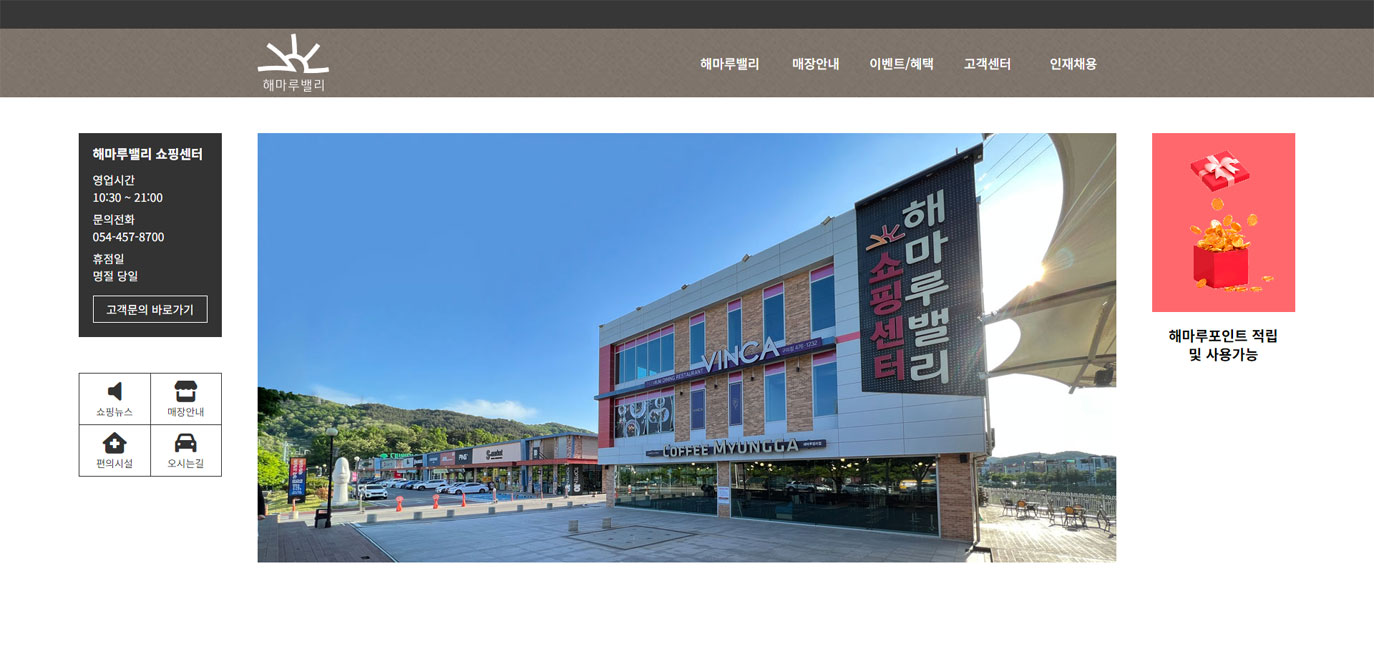 해마루밸리
해마루밸리
매장안내
이벤트/혜택
고객센터
인재채용
해마루밸리 쇼핑센터
영업시간
10:30 ~ 21:00
문의전화
054-457-8700
휴점일
명절 당일
고객문의 바로가기
쇼핑뉴스
매장안내
편의시설
오시는길
해마루밸리
쇼핑센터
VINCA
COFFEE MYUNGGA
해마루포인트 적립
및 사용가능